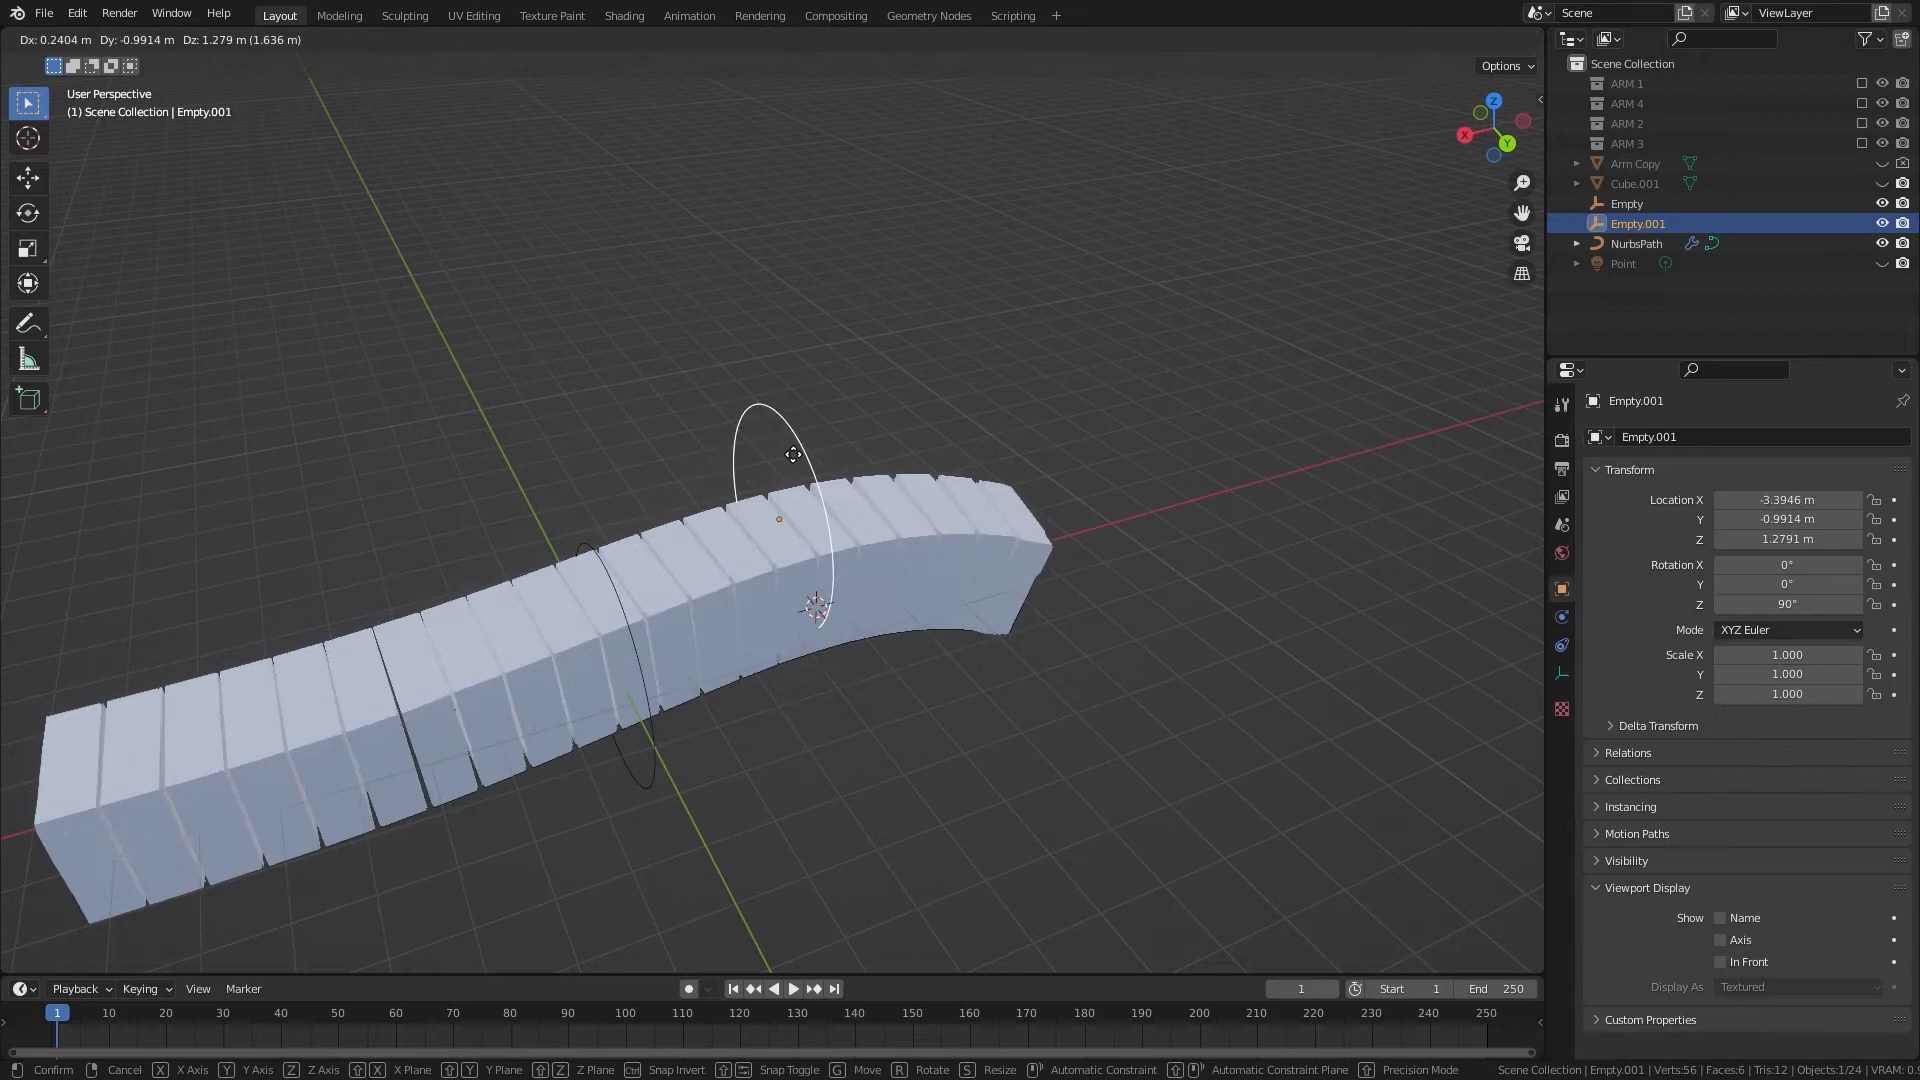 File Edit Render Window Help Layout Modeling Sculpting UV Editing Texture Paint Shading Animation Rendering Compositing Geometry Nodes Scripting + Scene ViewLayer
Dx: 0.2404 m Dy: -0.9914 m Dz: 1.279 m (1.636 m)
Options
User Perspective
(1) Scene Collection | Empty.001
Z
X
Y
Scene Collection
ARM 1
ARM 4
ARM 2
ARM 3
Arm Copy
Cube.001
Empty
Empty.001
NurbsPath
Point
Empty.001
Empty.001
Transform
Location X -3.3946 m
Y -0.9914 m
Z 1.2791 m
Rotation X 0°
Y 0°
Z 90°
Mode XYZ Euler
Scale X 1.000
Y 1.000
Z 1.000
Delta Transform
Relations
Collections
Instancing
Motion Paths
Visibility
Viewport Display
Show Name
Axis
In Front
Display As Textured
Custom Properties
Playback Keying View Marker 1 Start 1 End 250
1 10 20 30 40 50 60 70 80 90 100 110 120 130 140 150 160 170 180 190 200 210 220 230 240 250
Confirm Cancel X X Axis Y Y Axis Z Z Axis X X Plane Y Y Plane Z Z Plane Ctrl Snap Invert Snap Toggle G Move R Rotate S Resize Automatic Constraint Automatic Constraint Plane Precision Mode Scene Collection | Empty.001 | Verts:56 | Faces:6 | Tris:12 | Objects:1/24 | VRAM: